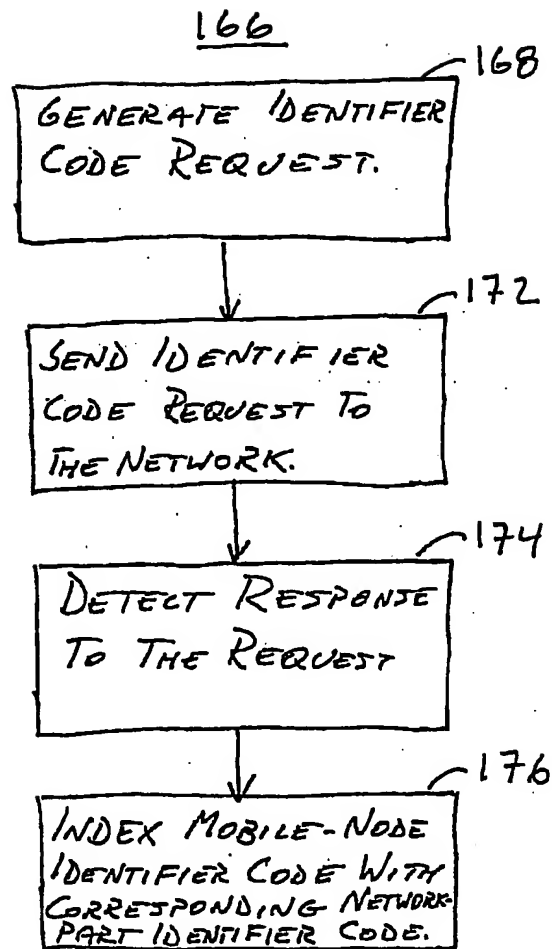 166
168
GENERATE IDENTIFIER
CODE REQUEST.
172
SEND IDENTIFIER
CODE REQUEST TO
THE NETWORK.
174
DETECT RESPONSE
TO THE REQUEST
176
INDEX MOBILE-NODE
IDENTIFIER CODE WITH
CORRESPONDING NETWORK-
PART IDENTIFIER CODE.